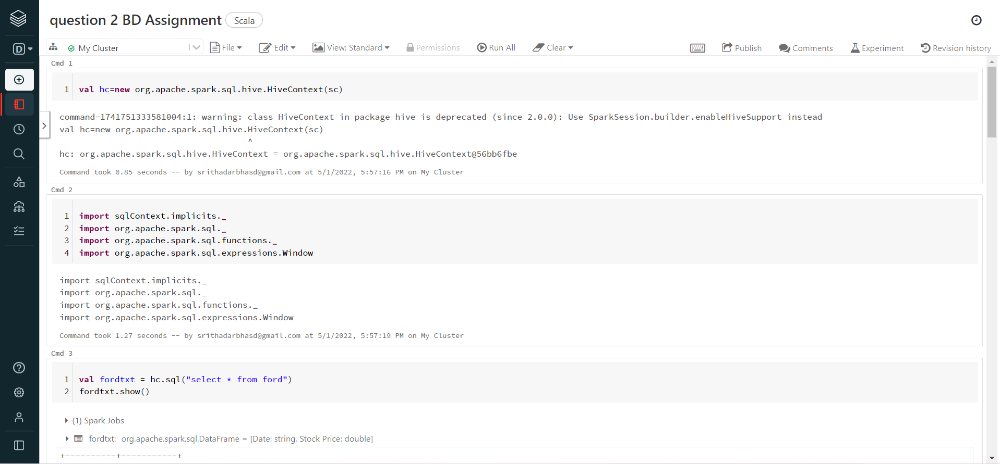 question 2 BD Assignment Scala
D My Cluster File Edit View: Standard Permissions Run All Clear Publish Comments Experiment Revision history
Cmd 1
1 val hc=new org.apache.spark.sql.hive.HiveContext(sc)
command-1741751333581004:1: warning: class HiveContext in package hive is deprecated (since 2.0.0): Use SparkSession.builder.enableHiveSupport instead
val hc=new org.apache.spark.sql.hive.HiveContext(sc)
^
hc: org.apache.spark.sql.hive.HiveContext = org.apache.spark.sql.hive.HiveContext@56bb6fbe
Command took 0.85 seconds -- by srithadarbhasd@gmail.com at 5/1/2022, 5:57:16 PM on My Cluster
Cmd 2
1 import sqlContext.implicits._
2 import org.apache.spark.sql._
3 import org.apache.spark.sql.functions._
4 import org.apache.spark.sql.expressions.Window
import sqlContext.implicits._
import org.apache.spark.sql._
import org.apache.spark.sql.functions._
import org.apache.spark.sql.expressions.Window
Command took 1.27 seconds -- by srithadarbhasd@gmail.com at 5/1/2022, 5:57:19 PM on My Cluster
Cmd 3
1 val fordtxt = hc.sql("select * from ford")
2 fordtxt.show()
(1) Spark Jobs
fordtxt: org.apache.spark.sql.DataFrame = [Date: string, Stock Price: double]
+----------+-----------+